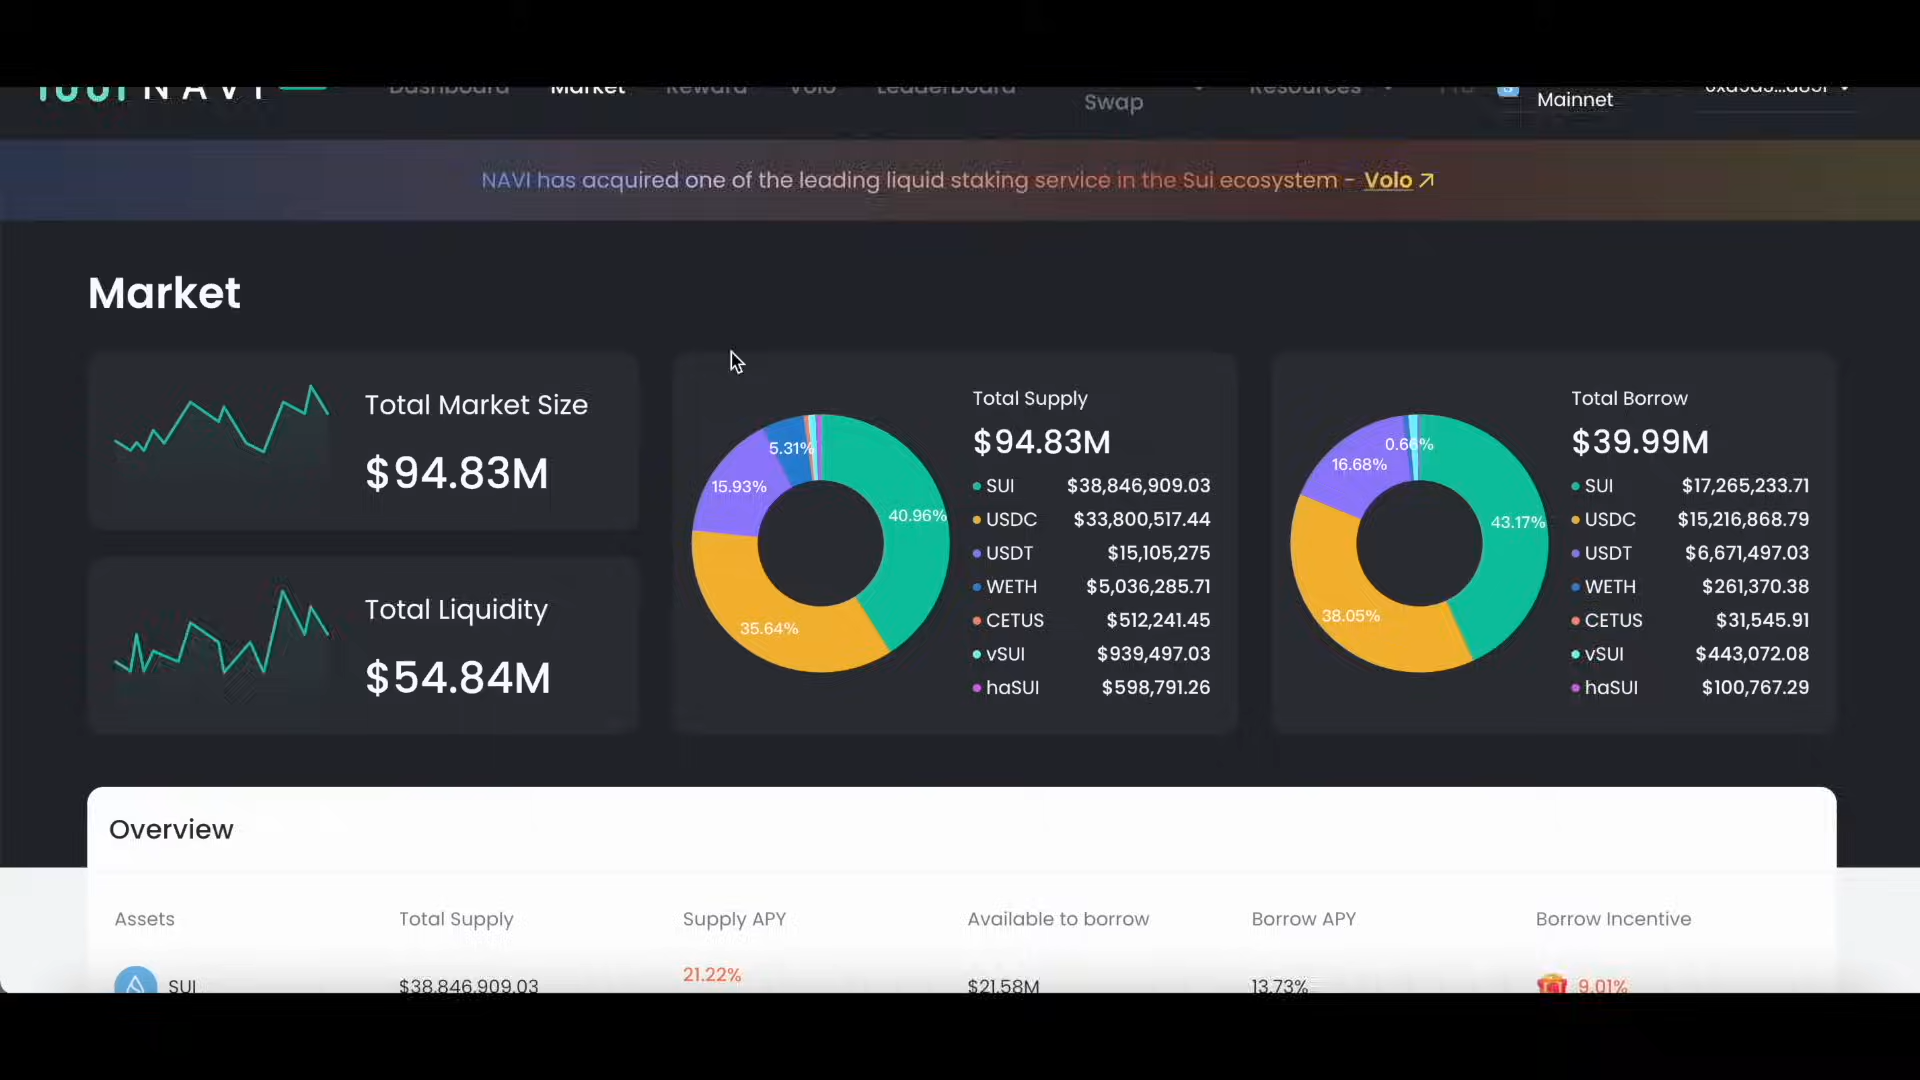 NAVI
Dashboard Market Reward Volo Leaderboard Swap Resources Mainnet
NAVI has acquired one of the leading liquid staking service in the Sui ecosystem - Volo
Market
Total Market Size
$94.83M
Total Liquidity
$54.84M
5.31%
15.93%
40.96%
35.64%
Total Supply
$94.83M
SUI $38,846,909.03
USDC $33,800,517.44
USDT $15,105,275
WETH $5,036,285.71
CETUS $512,241.45
vSUI $939,497.03
haSUI $598,791.26
0.66%
16.68%
43.17%
38.05%
Total Borrow
$39.99M
SUI $17,265,233.71
USDC $15,216,868.79
USDT $6,671,497.03
WETH $261,370.38
CETUS $31,545.91
vSUI $443,072.08
haSUI $100,767.29
Overview
Assets Total Supply Supply APY Available to borrow Borrow APY Borrow Incentive
SUI $38,846,909.03 21.22% $21.58M 13.73% 9.01%